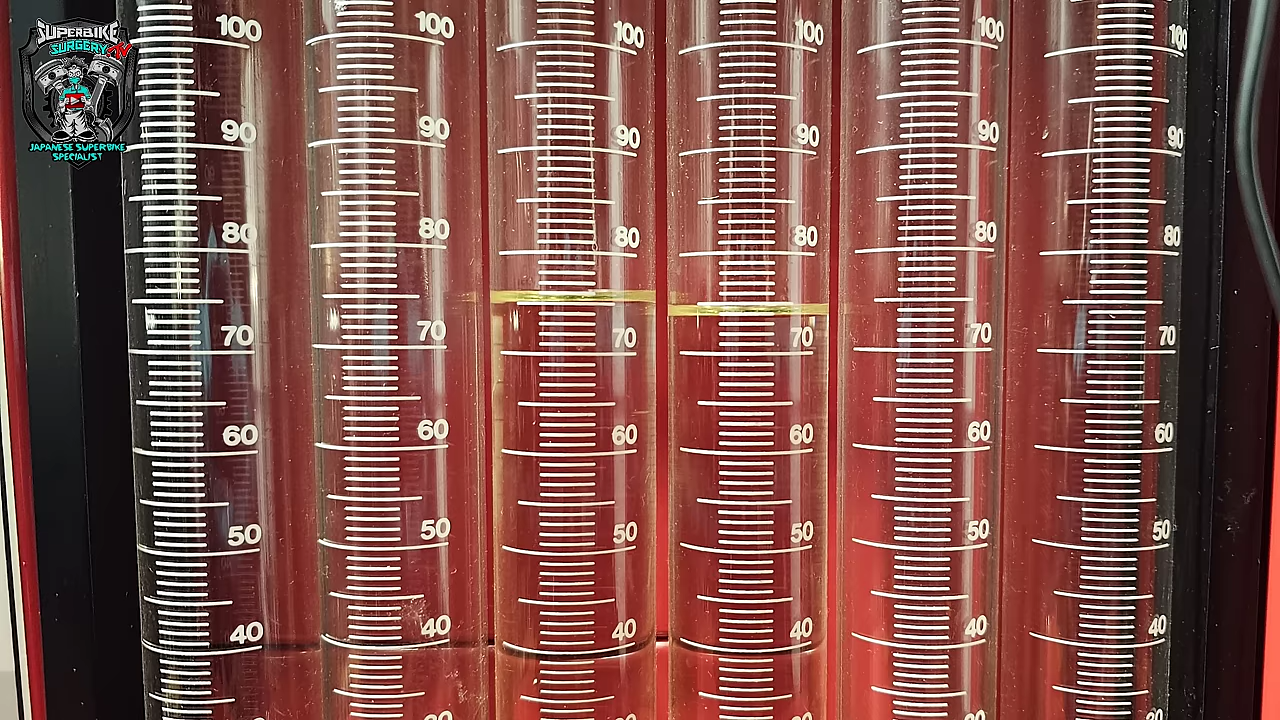 SUPERBIKE
SURGERY TV
JAPANESE SUPERBIKE
SPECIALIST
100 100 100 100 100 100
90 90 90 90 90 90
80 80 80 80 80 80
70 70 70 70 70 70
60 60 60 60 60 60
50 50 50 50 50 50
40 40 40 40 40 40